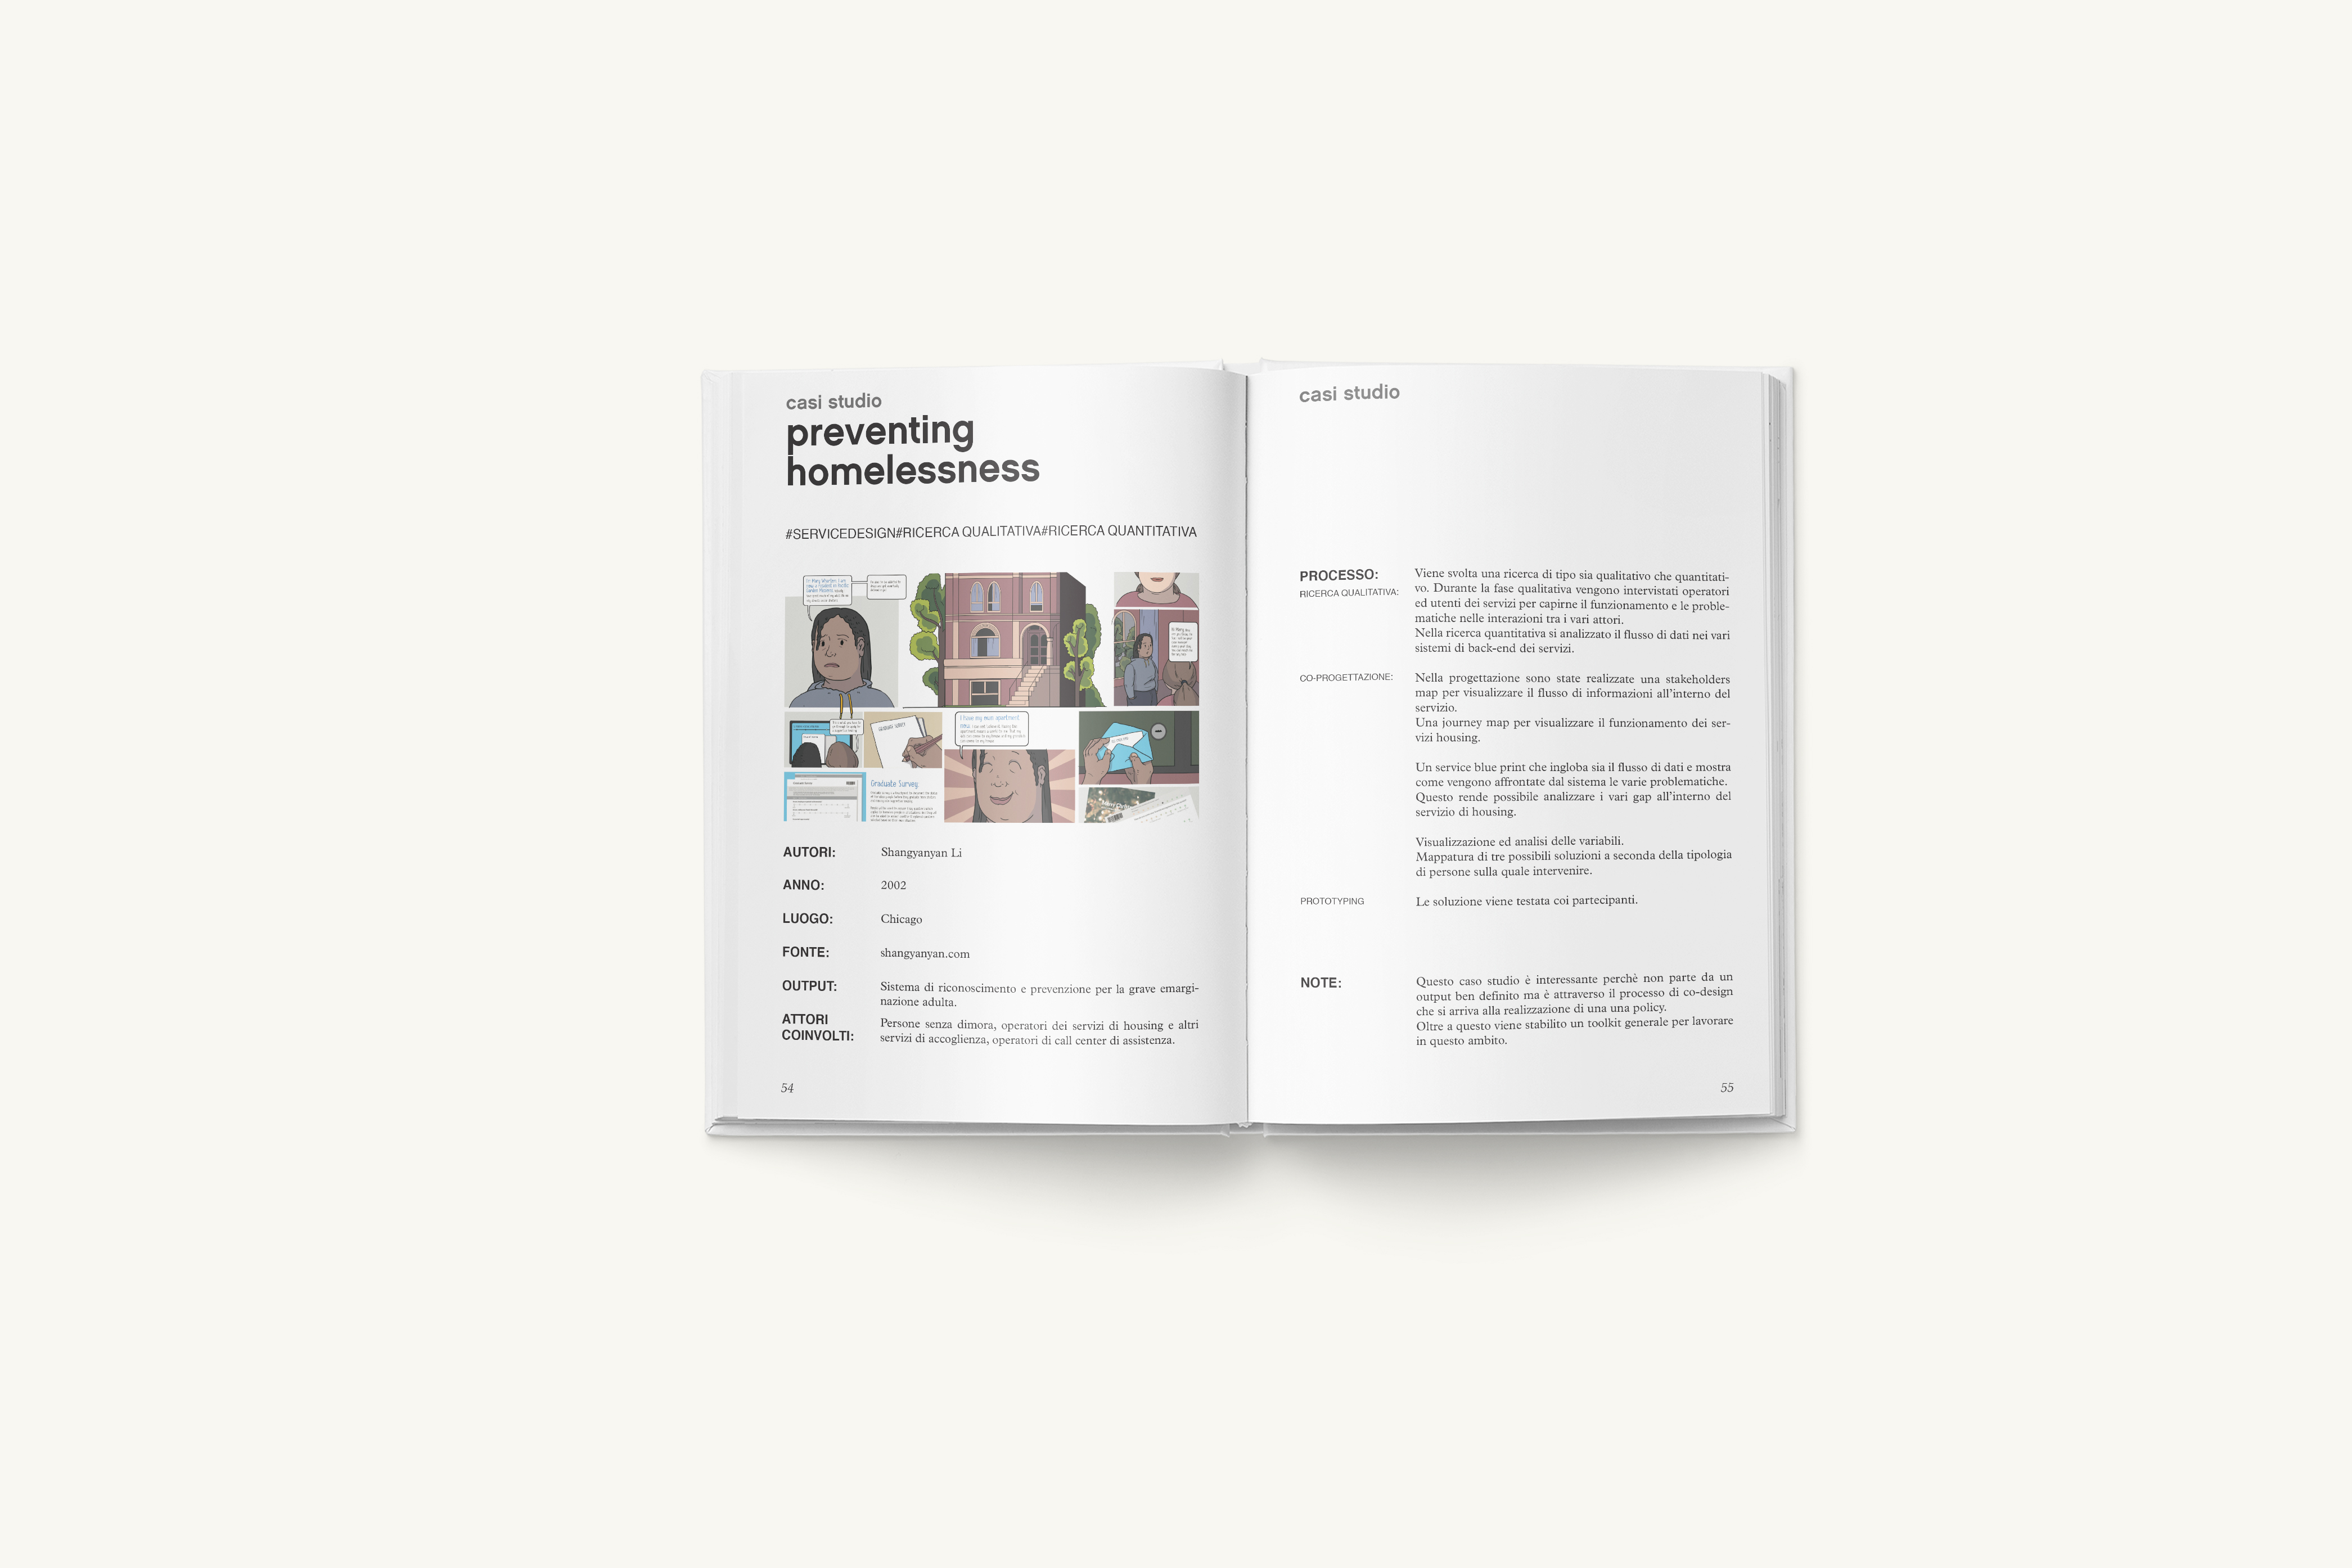 casi studio
preventing
homelessness
#SERVICEDESIGN#RICERCA QUALITATIVA#RICERCA QUANTITATIVA
I have my own apartment
Graduate Survey
AUTORI: Shangyanyan Li
ANNO: 2002
LUOGO: Chicago
FONTE: shangyanyan.com
OUTPUT: Sistema di riconoscimento e prevenzione per la grave emargi-
nazione adulta.
ATTORI
COINVOLTI: Persone senza dimora, operatori dei servizi di housing e altri
servizi di accoglienza, operatori di call center di assistenza.
54
casi studio
PROCESSO: Viene svolta una ricerca di tipo sia qualitativo che quantitati-
RICERCA QUALITATIVA: vo. Durante la fase qualitativa vengono intervistati operatori
ed utenti dei servizi per capirne il funzionamento e le proble-
matiche nelle interazioni tra i vari attori.
Nella ricerca quantitativa si analizzato il flusso di dati nei vari
sistemi di back-end dei servizi.
CO-PROGETTAZIONE: Nella progettazione sono state realizzate una stakeholders
map per visualizzare il flusso di informazioni all'interno del
servizio.
Una journey map per visualizzare il funzionamento dei ser-
vizi housing.
Un service blue print che ingloba sia il flusso di dati e mostra
come vengono affrontate dal sistema le varie problematiche.
Questo rende possibile analizzare i vari gap all'interno del
servizio di housing.
Visualizzazione ed analisi delle variabili.
Mappatura di tre possibili soluzioni a seconda della tipologia
di persone sulla quale intervenire.
PROTOTYPING Le soluzione viene testata coi partecipanti.
NOTE: Questo caso studio è interessante perchè non parte da un
output ben definito ma è attraverso il processo di co-design
che si arriva alla realizzazione di una una policy.
Oltre a questo viene stabilito un toolkit generale per lavorare
in questo ambito.
55